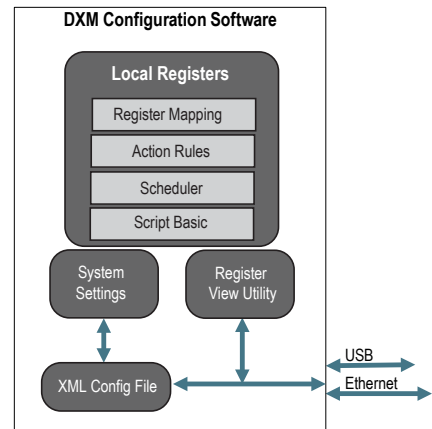 DXM Configuration Software
Local Registers
Register Mapping
Action Rules
Scheduler
Script Basic
System
Settings
Register
View Utility
XML Config File
USB
Ethernet